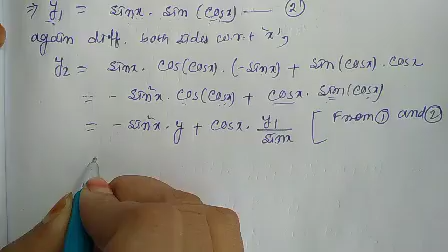 ⇒ y₁ = sinx · sin (cosx) — ②
again diff. both sides w.r.t 'x',
y₂ = sinx · cos(cosx) · (-sinx) + sin(cosx) · cosx
= - sin²x · cos(cosx) + cosx · sin(cosx)
= - sin²x · y + cosx · y₁/sinx [From ① and ②